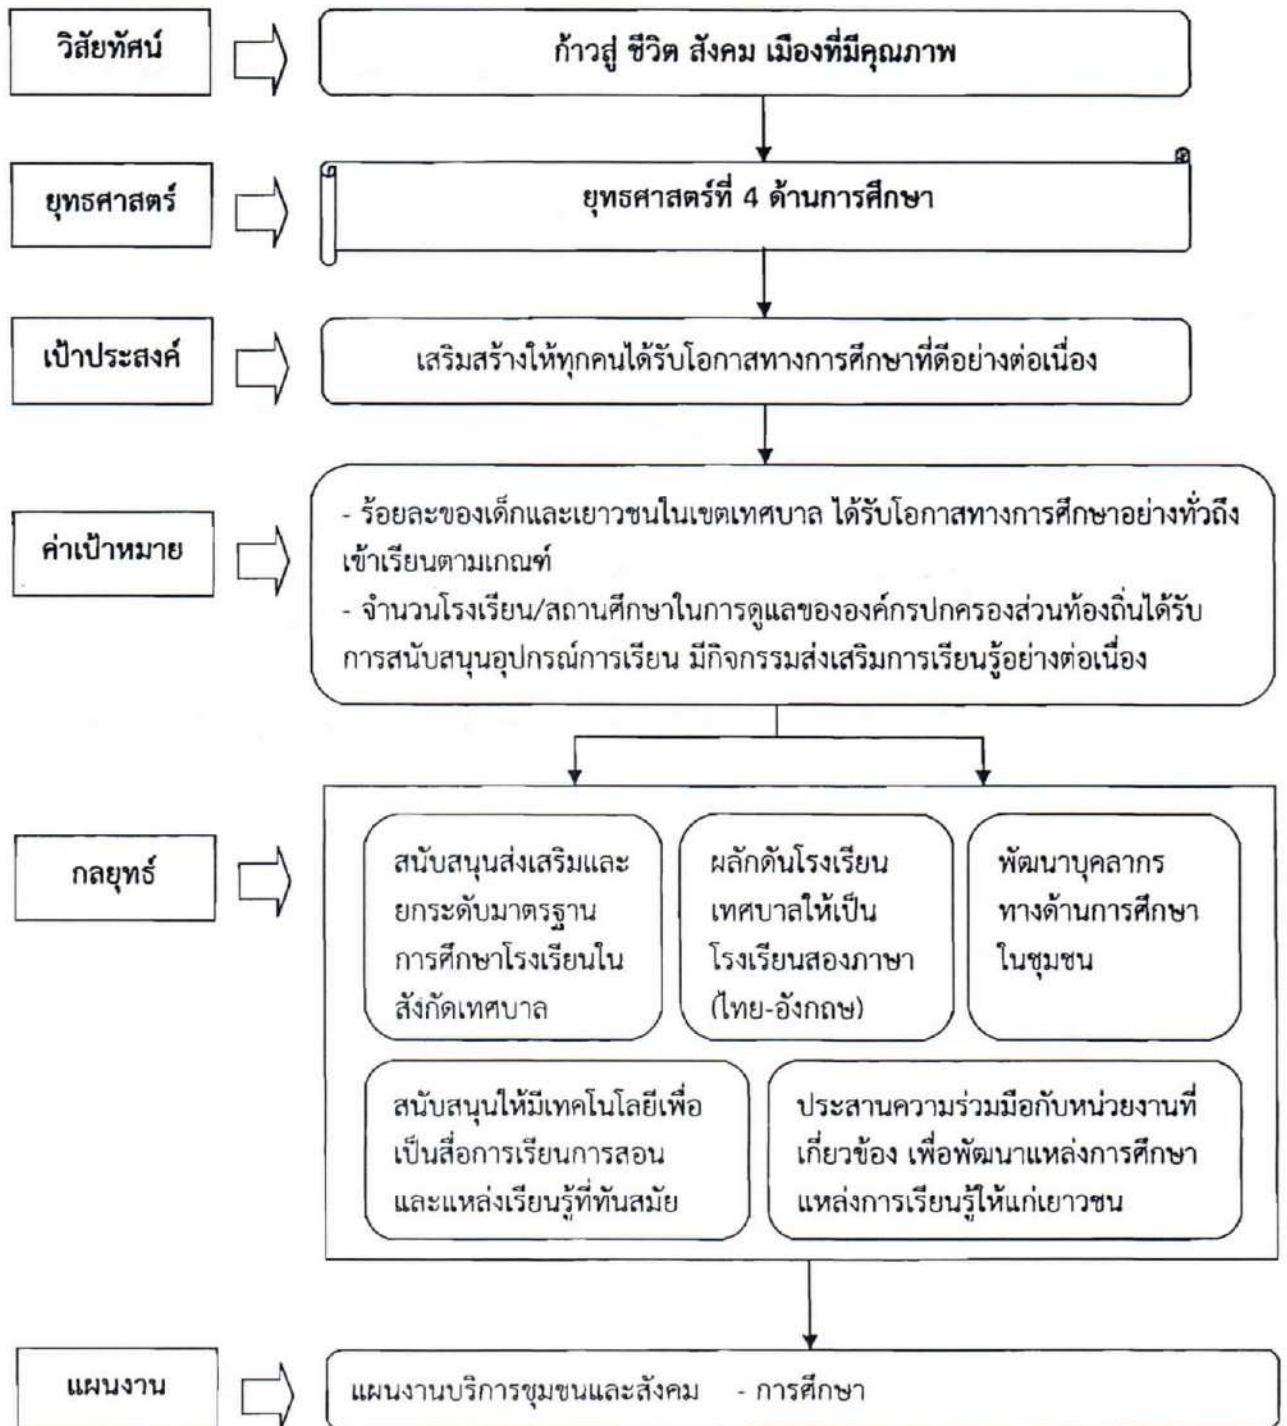 วิสัยทัศน์
ก้าวสู่ ชีวิต สังคม เมืองที่มีคุณภาพ
ยุทธศาสตร์
ยุทธศาสตร์ที่ 4 ด้านการศึกษา
เป้าประสงค์
เสริมสร้างให้ทุกคนได้รับโอกาสทางการศึกษาที่ดีอย่างต่อเนื่อง
ค่าเป้าหมาย
- ร้อยละของเด็กและเยาวชนในเขตเทศบาล ได้รับโอกาสทางการศึกษาอย่างทั่วถึง
เข้าเรียนตามเกณฑ์
- จำนวนโรงเรียน/สถานศึกษาในการดูแลขององค์กรปกครองส่วนท้องถิ่นได้รับ
การสนับสนุนอุปกรณ์การเรียน มีกิจกรรมส่งเสริมการเรียนรู้อย่างต่อเนื่อง
กลยุทธ์
สนับสนุนส่งเสริมและ
ยกระดับมาตรฐาน
การศึกษาโรงเรียนใน
สังกัดเทศบาล
ผลักดันโรงเรียน
เทศบาลให้เป็น
โรงเรียนสองภาษา
(ไทย-อังกฤษ)
พัฒนาบุคลากร
ทางด้านการศึกษา
ในชุมชน
สนับสนุนให้มีเทคโนโลยีเพื่อ
เป็นสื่อการเรียนการสอน
และแหล่งเรียนรู้ที่ทันสมัย
ประสานความร่วมมือกับหน่วยงานที่
เกี่ยวข้อง เพื่อพัฒนาแหล่งการศึกษา
แหล่งการเรียนรู้ให้แก่เยาวชน
แผนงาน
แผนงานบริการชุมชนและสังคม - การศึกษา